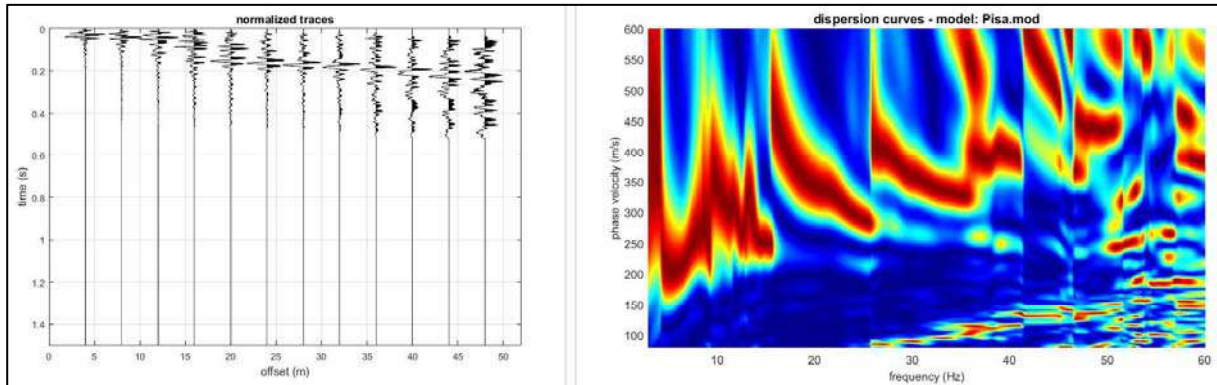 normalized traces
0
0.2
0.4
0.6
0.8
1
1.2
1.4
time (s)
0 5 10 15 20 25 30 35 40 45 50
offset (m)
dispersion curves - model: Pisa.mod
600
550
500
450
400
350
300
250
200
150
100
phase velocity (m/s)
10 20 30 40 50 60
frequency (Hz)